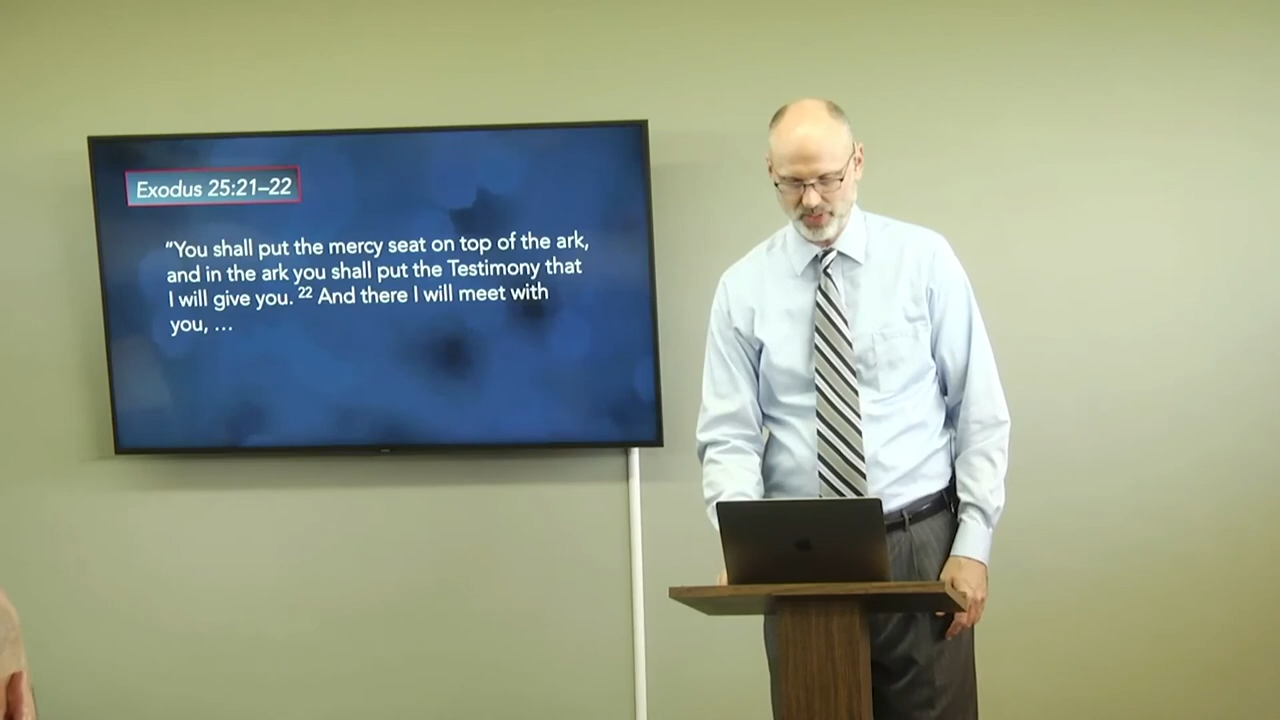 Exodus 25:21–22
“You shall put the mercy seat on top of the ark,
and in the ark you shall put the Testimony that
I will give you. ²² And there I will meet with
you, …